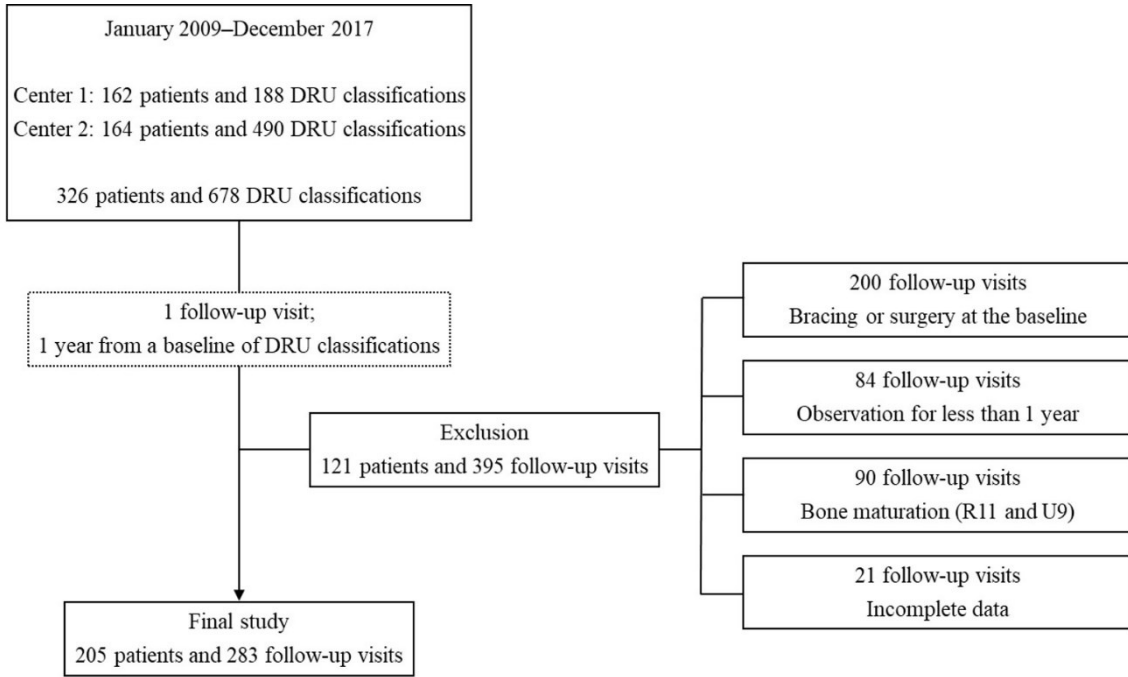 January 2009–December 2017
Center 1: 162 patients and 188 DRU classifications
Center 2: 164 patients and 490 DRU classifications
326 patients and 678 DRU classifications
1 follow-up visit;
1 year from a baseline of DRU classifications
Exclusion
121 patients and 395 follow-up visits
200 follow-up visits
Bracing or surgery at the baseline
84 follow-up visits
Observation for less than 1 year
90 follow-up visits
Bone maturation (R11 and U9)
21 follow-up visits
Incomplete data
Final study
205 patients and 283 follow-up visits